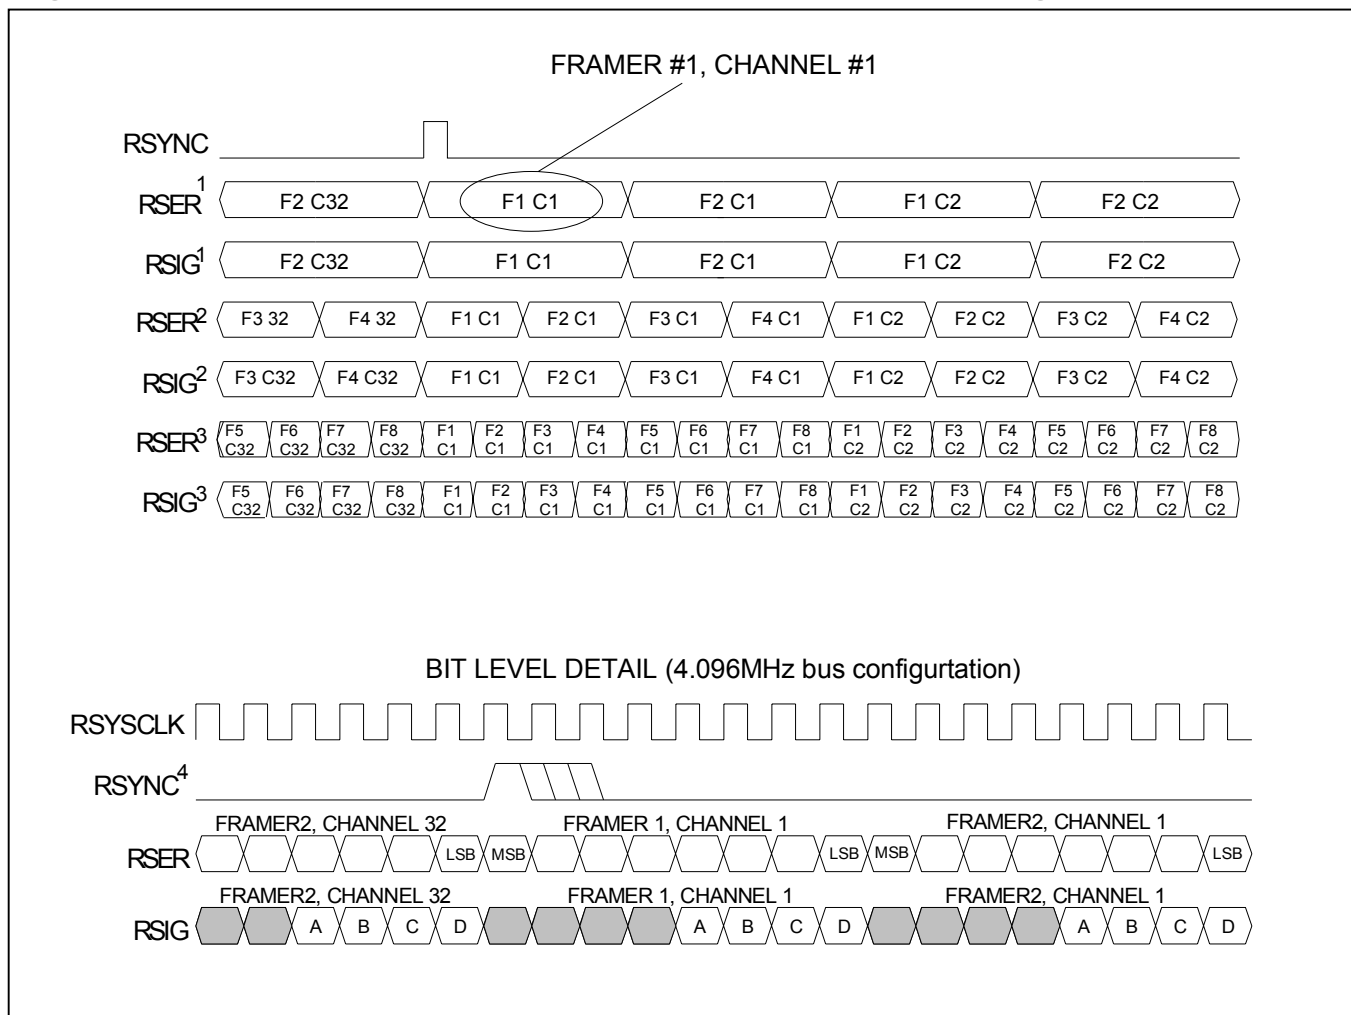 FRAMER #1, CHANNEL #1
RSYNC
RSER1 F2 C32 F1 C1 F2 C1 F1 C2 F2 C2
RSIG1 F2 C32 F1 C1 F2 C1 F1 C2 F2 C2
RSER2 F3 32 F4 32 F1 C1 F2 C1 F3 C1 F4 C1 F1 C2 F2 C2 F3 C2 F4 C2
RSIG2 F3 C32 F4 C32 F1 C1 F2 C1 F3 C1 F4 C1 F1 C2 F2 C2 F3 C2 F4 C2
RSER3 F5 C32 F6 C32 F7 C32 F8 C32 F1 C1 F2 C1 F3 C1 F4 C1 F5 C1 F6 C1 F7 C1 F8 C1 F1 C2 F2 C2 F3 C2 F4 C2 F5 C2 F6 C2 F7 C2 F8 C2
RSIG3 F5 C32 F6 C32 F7 C32 F8 C32 F1 C1 F2 C1 F3 C1 F4 C1 F5 C1 F6 C1 F7 C1 F8 C1 F1 C2 F2 C2 F3 C2 F4 C2 F5 C2 F6 C2 F7 C2 F8 C2
BIT LEVEL DETAIL (4.096MHz bus configurtation)
RSYSCLK
RSYNC4
FRAMER2, CHANNEL 32 FRAMER 1, CHANNEL 1 FRAMER2, CHANNEL 1
RSER LSB MSB LSB MSB LSB
FRAMER2, CHANNEL 32 FRAMER 1, CHANNEL 1 FRAMER2, CHANNEL 1
RSIG A B C D A B C D A B C D